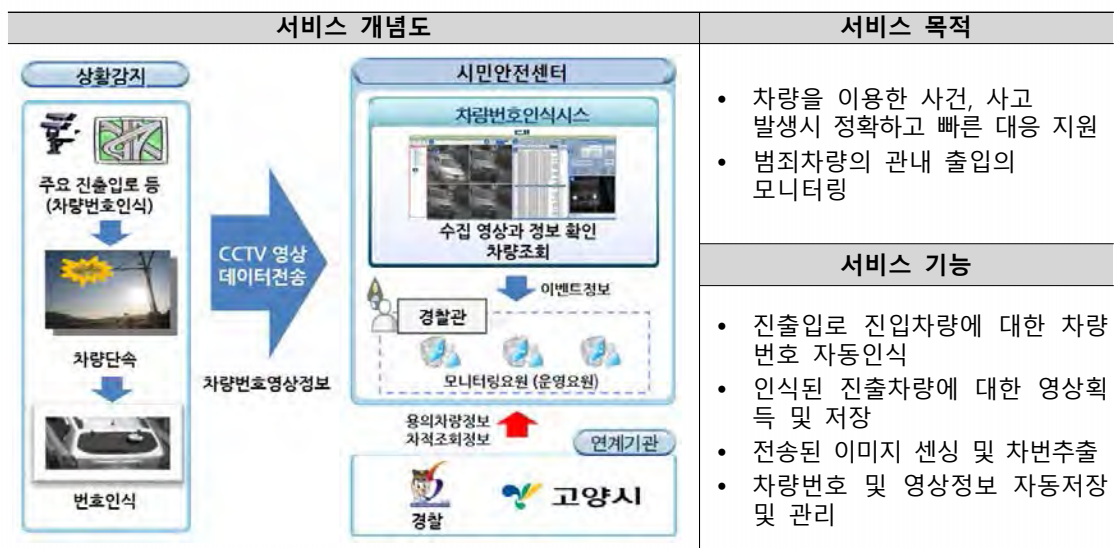 서비스 개념도
상황감지
주요 진출입로 등
(차량번호인식)
차량단속
번호인식
CCTV 영상
데이터전송
차량번호영상정보
시민안전센터
차량번호인식시스
수집 영상과 정보 확인
차량조회
이벤트정보
경찰관
모니터링요원 (운영요원)
용의차량정보
차적조회정보
연계기관
경찰
고양시
서비스 목적
• 차량을 이용한 사건, 사고
발생시 정확하고 빠른 대응 지원
• 범죄차량의 관내 출입의
모니터링
서비스 기능
• 진출입로 진입차량에 대한 차량
번호 자동인식
• 인식된 진출차량에 대한 영상획
득 및 저장
• 전송된 이미지 센싱 및 차번추출
• 차량번호 및 영상정보 자동저장
및 관리